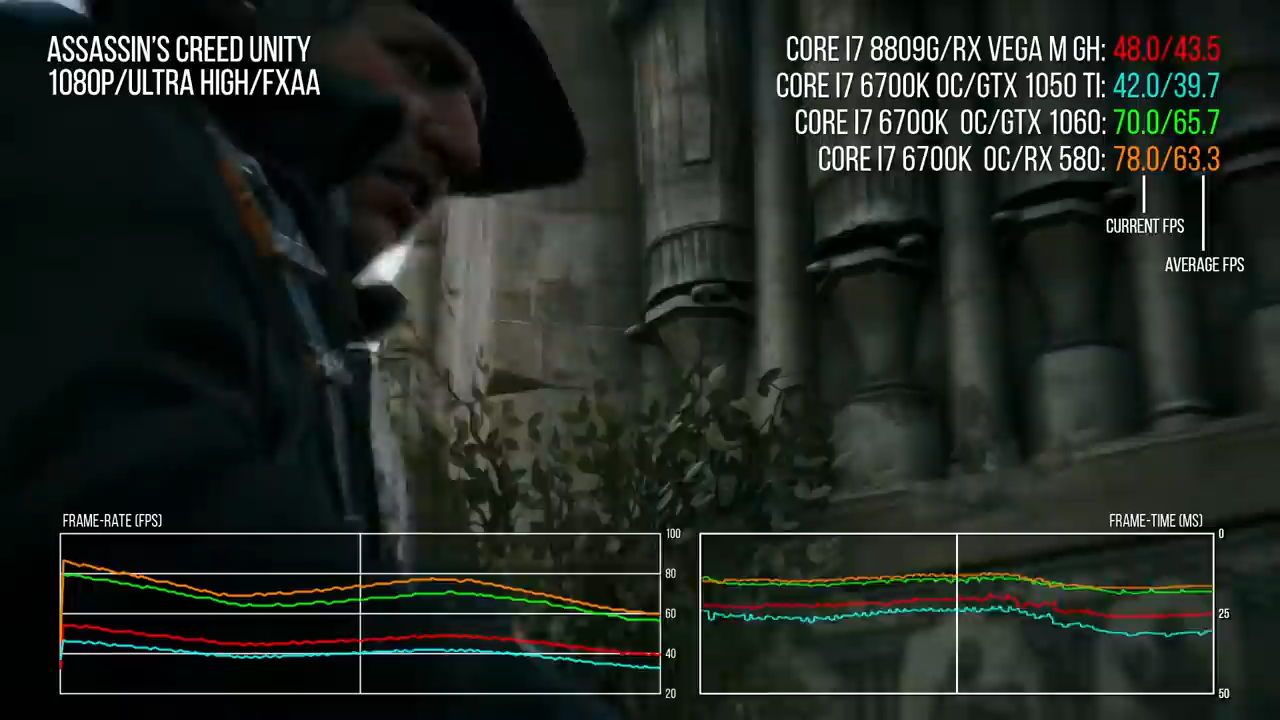 ASSASSIN'S CREED UNITY
1080P/ULTRA HIGH/FXAA
CORE I7 8809G/RX VEGA M GH: 48.0/43.5
CORE I7 6700K OC/GTX 1050 TI: 42.0/39.7
CORE I7 6700K OC/GTX 1060: 70.0/65.7
CORE I7 6700K OC/RX 580: 78.0/63.3
CURRENT FPS
AVERAGE FPS
FRAME-RATE (FPS)
100
80
60
40
20
FRAME-TIME (MS)
0
25
50